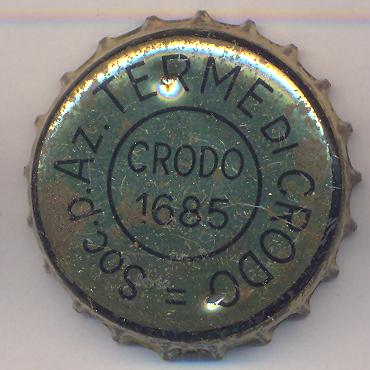 Soc.p.Az. TERME DI CRODO =
CRODO
1685